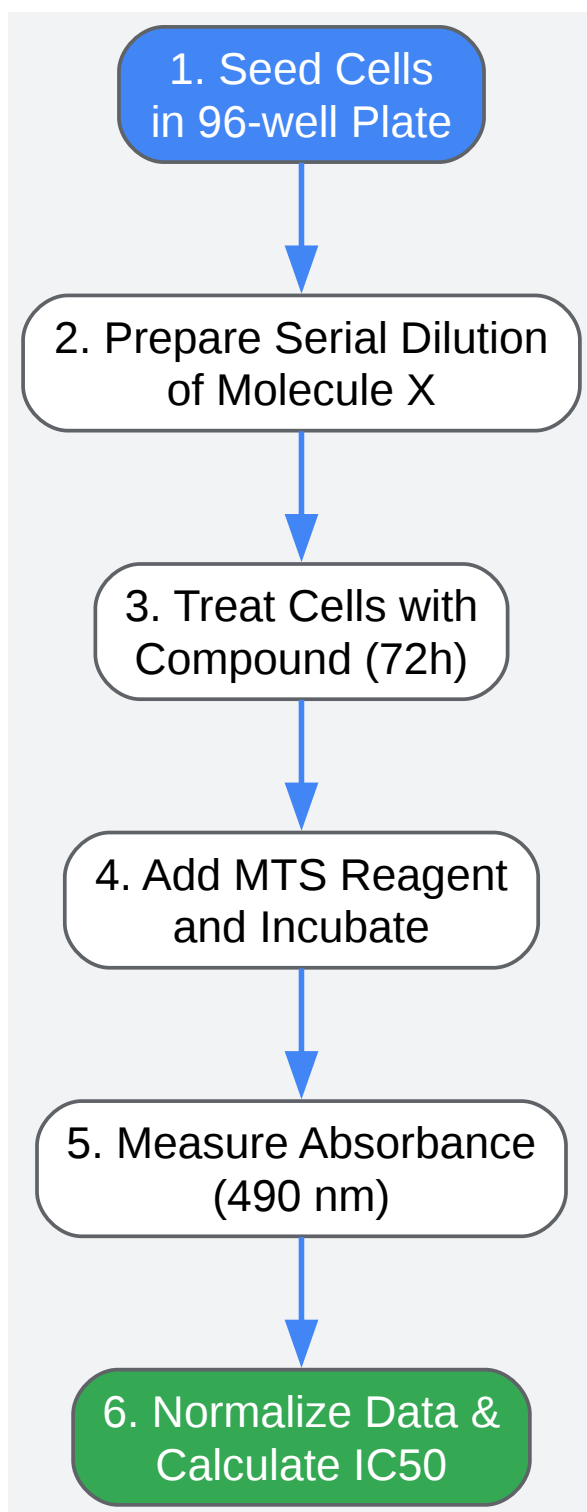 1. Seed Cells
in 96-well Plate
2. Prepare Serial Dilution
of Molecule X
3. Treat Cells with
Compound (72h)
4. Add MTS Reagent
and Incubate
5. Measure Absorbance
(490 nm)
6. Normalize Data &
Calculate IC50